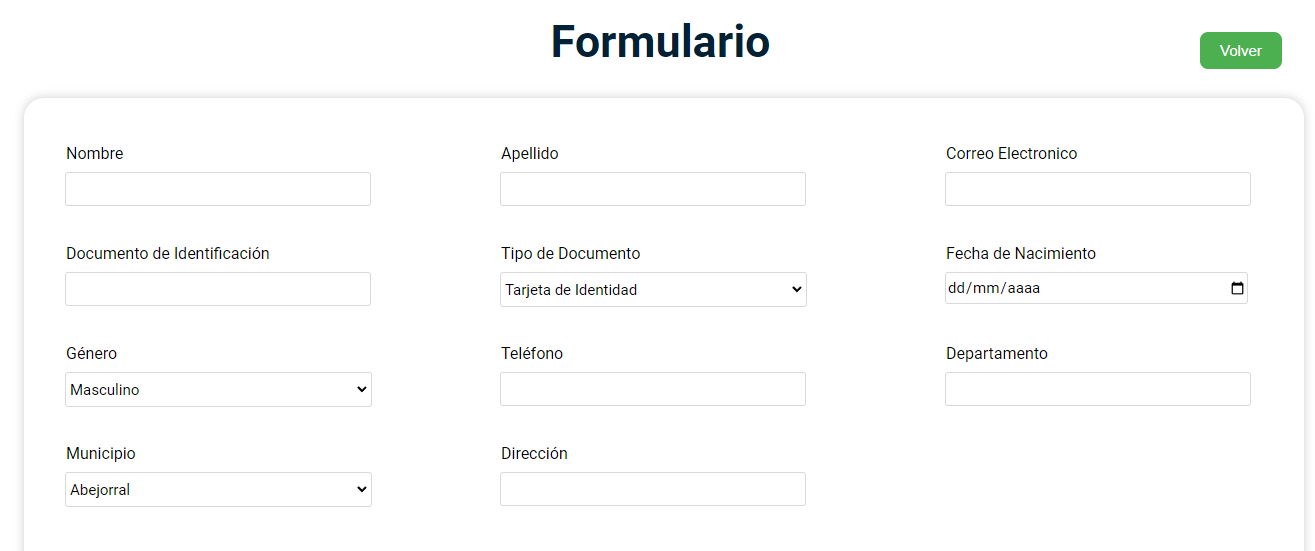 Formulario
Volver
Nombre
Apellido
Correo Electronico
Documento de Identificación
Tipo de Documento
Fecha de Nacimiento
Tarjeta de Identidad
dd/mm/aaaa
Género
Teléfono
Departamento
Masculino
Municipio
Dirección
Abejorral